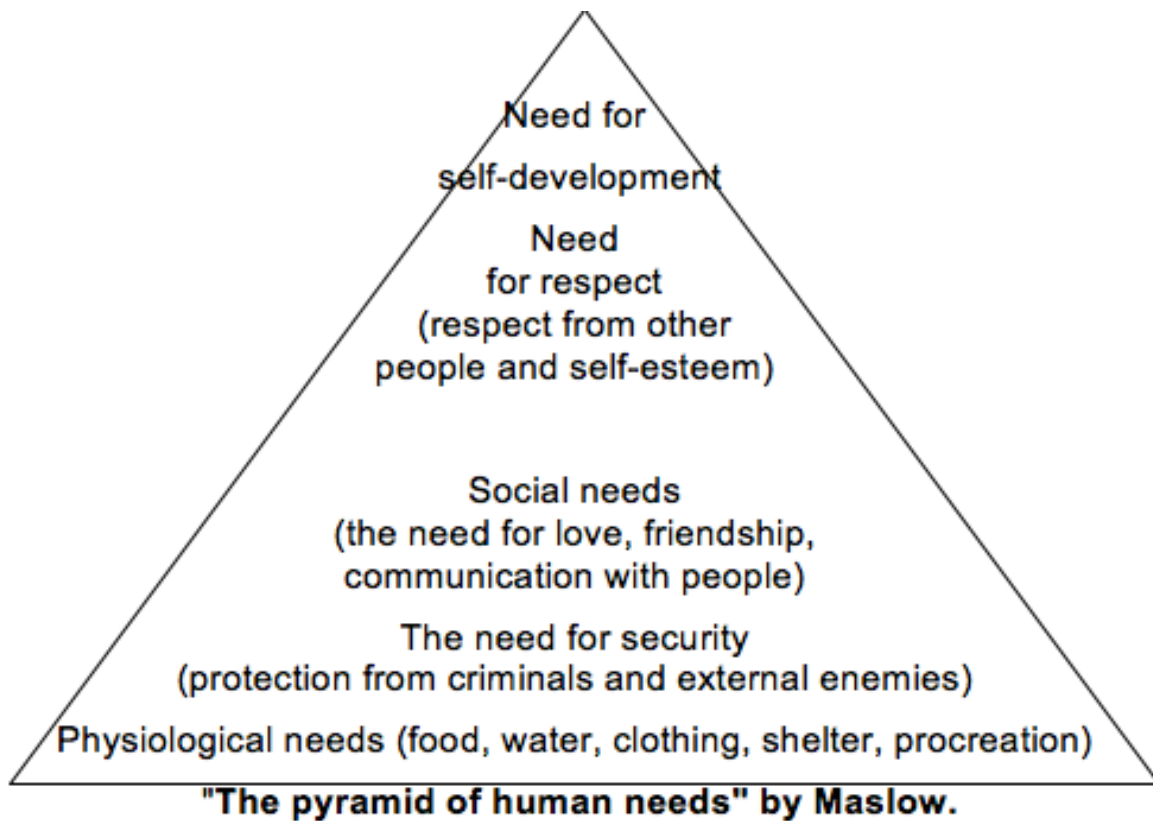 Need for
self-development
Need
for respect
(respect from other
people and self-esteem)
Social needs
(the need for love, friendship,
communication with people)
The need for security
(protection from criminals and external enemies)
Physiological needs (food, water, clothing, shelter, procreation)
"The pyramid of human needs" by Maslow.